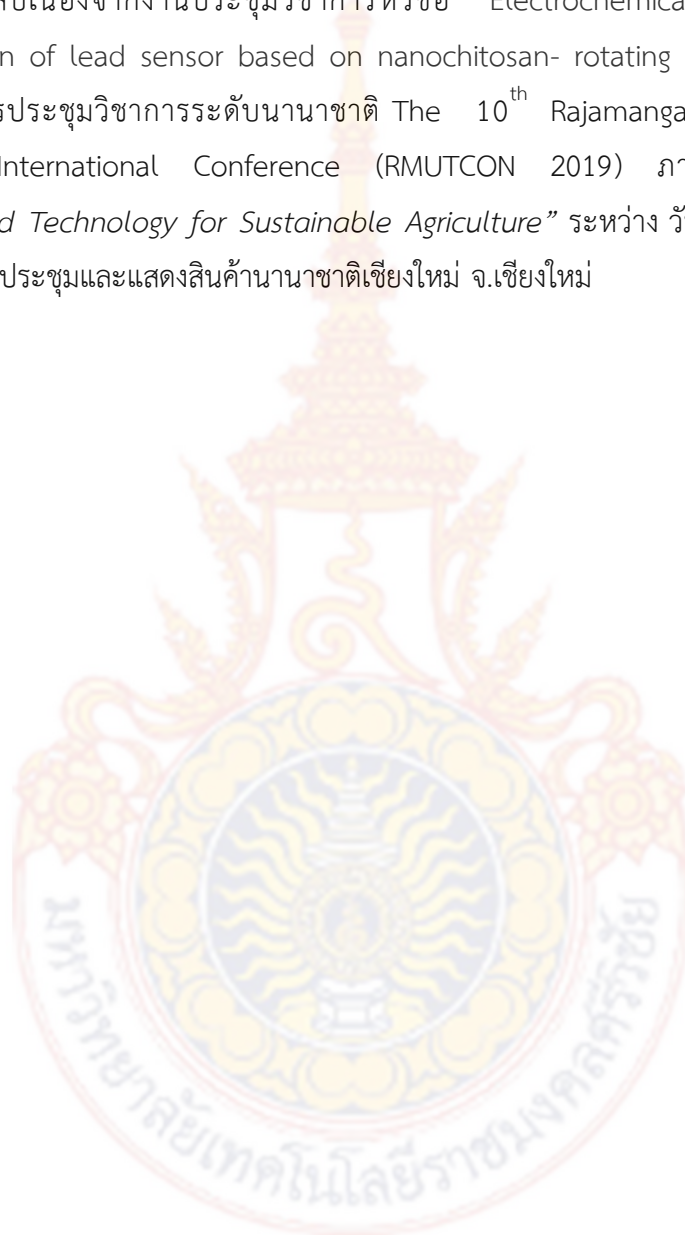 สืบเนื่องจากงานประชุมวิชาการหัวข้อ Electrochemical
n of lead sensor based on nanochitosan- rotating
รประชุมวิชาการระดับนานาชาติ The 10th Rajamanga
International Conference (RMUTCON 2019) ภา
d Technology for Sustainable Agriculture” ระหว่าง วั
ประชุมและแสดงสินค้านานาชาติเชียงใหม่ จ.เชียงใหม่
มหาวิทยาลัยเทคโนโลยีราชมงคลศรีวิชัย